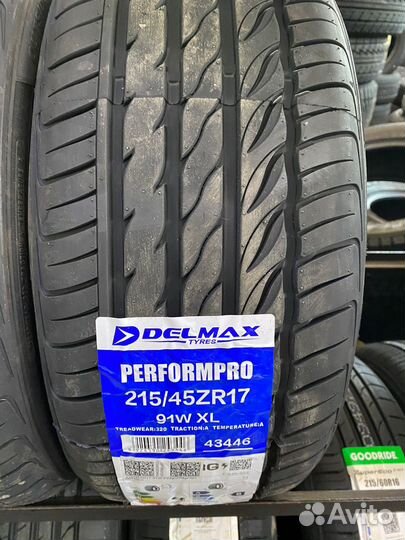 DELMAX
TYRES
PERFORMPRO
215/45ZR17
91W XL
TREADWEAR:320 TRACTION:A TEMPERATURE:A
43446
GOODRIDE
215/60R16
Avito